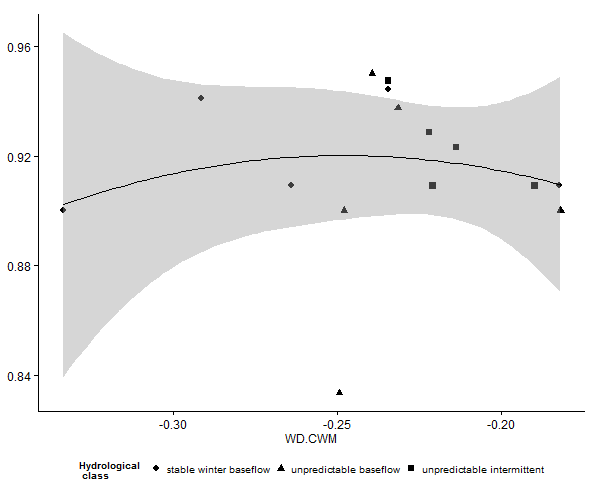 0.96
0.92
0.88
0.84
-0.30 -0.25 -0.20
WD.CWM
Hydrological
class
stable winter baseflow unpredictable baseflow unpredictable intermittent